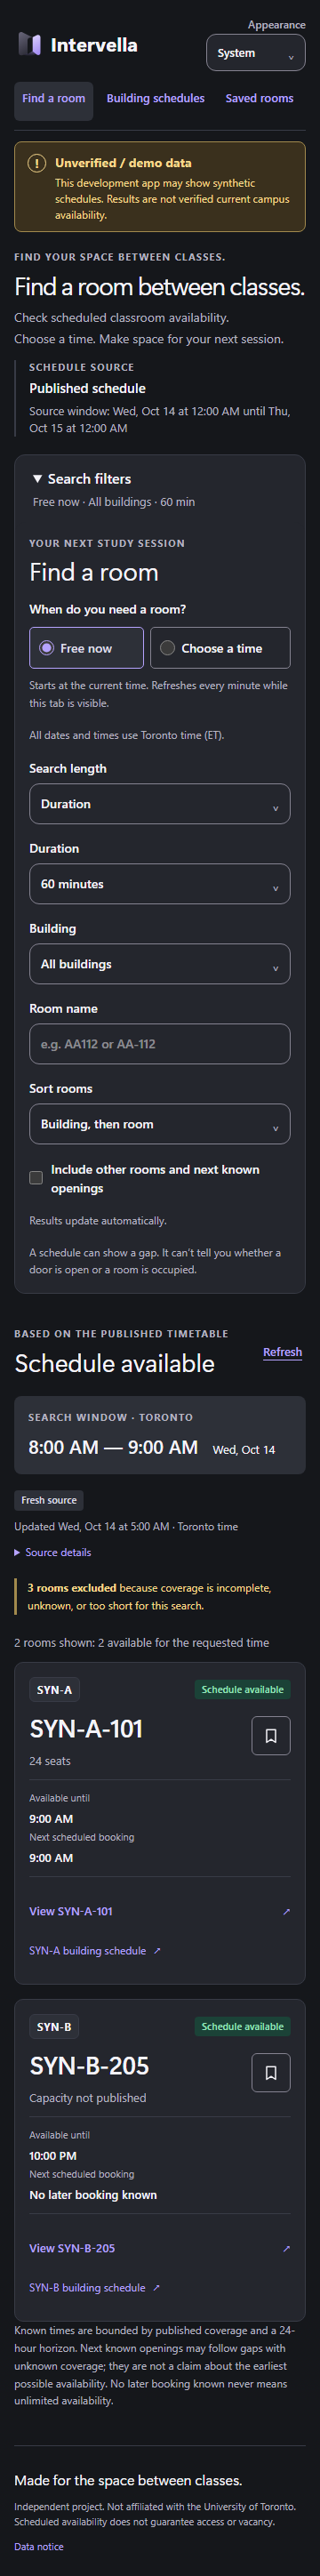 Appearance
Intervella
System
Find a room
Building schedules
Saved rooms
Unverified / demo data
This development app may show synthetic
schedules. Results are not verified current campus
availability.
FIND YOUR SPACE BETWEEN CLASSES.
Find a room between classes.
Check scheduled classroom availability.
Choose a time. Make space for your next session.
SCHEDULE SOURCE
Published schedule
Source window: Wed, Oct 14 at 12:00 AM until Thu,
Oct 15 at 12:00 AM
▼ Search filters
Free now · All buildings · 60 min
YOUR NEXT STUDY SESSION
Find a room
When do you need a room?
Free now
Choose a time
Starts at the current time. Refreshes every minute while
this tab is visible.
All dates and times use Toronto time (ET).
Search length
Duration
Duration
60 minutes
Building
All buildings
Room name
e.g. AA112 or AA-112
Sort rooms
Building, then room
Include other rooms and next known
openings
Results update automatically.
A schedule can show a gap. It can't tell you whether a
door is open or a room is occupied.
BASED ON THE PUBLISHED TIMETABLE
Schedule available
Refresh
SEARCH WINDOW · TORONTO
8:00 AM — 9:00 AM Wed, Oct 14
Fresh source
Updated Wed, Oct 14 at 5:00 AM · Toronto time
▶ Source details
3 rooms excluded because coverage is incomplete,
unknown, or too short for this search.
2 rooms shown: 2 available for the requested time
SYN-A
Schedule available
SYN-A-101
24 seats
Available until
9:00 AM
Next scheduled booking
9:00 AM
View SYN-A-101 ↗
SYN-A building schedule ↗
SYN-B
Schedule available
SYN-B-205
Capacity not published
Available until
10:00 PM
Next scheduled booking
No later booking known
View SYN-B-205 ↗
SYN-B building schedule ↗
Known times are bounded by published coverage and a 24-
hour horizon. Next known openings may follow gaps with
unknown coverage; they are not a claim about the earliest
possible availability. No later booking known never means
unlimited availability.
Made for the space between classes.
Independent project. Not affiliated with the University of Toronto.
Scheduled availability does not guarantee access or vacancy.
Data notice